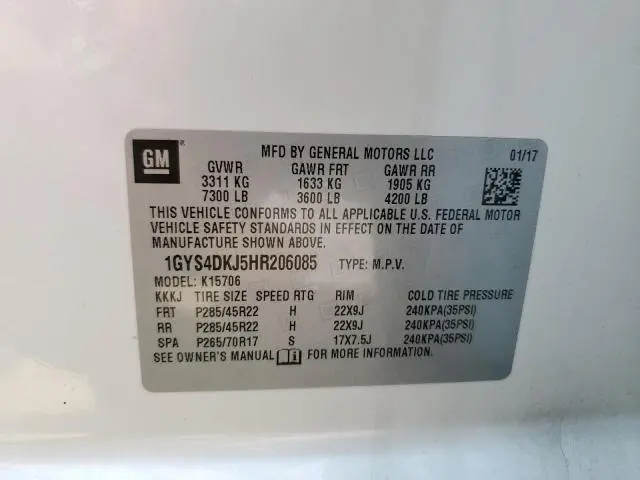 GM ® MFD BY GENERAL MOTORS LLC 01/17
GVWR GAWR FRT GAWR RR
3311 KG 1633 KG 1905 KG
7300 LB 3600 LB 4200 LB
THIS VEHICLE CONFORMS TO ALL APPLICABLE U.S. FEDERAL MOTOR
VEHICLE SAFETY STANDARDS IN EFFECT ON THE DATE OF
MANUFACTURE SHOWN ABOVE.
1GYS4DKJ5HR206085 TYPE: M.P.V.
MODEL: K15706
KKKJ TIRE SIZE SPEED RTG RIM COLD TIRE PRESSURE
FRT P285/45R22 H 22X9J 240KPA(35PSI)
RR P285/45R22 H 22X9J 240KPA(35PSI)
SPA P265/70R17 S 17X7.5J 240KPA(35PSI)
SEE OWNER'S MANUAL i FOR MORE INFORMATION.